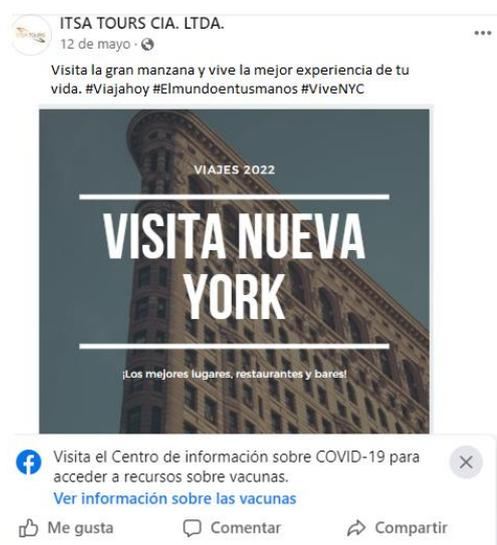 ITSA TOURS CIA. LTDA.
12 de mayo ·
Visita la gran manzana y vive la mejor experiencia de tu
vida. #Viajahoy #Elmundoentusmanos #ViveNYC
VIAJES 2022
VISITA NUEVA
YORK
¡Los mejores lugares, restaurantes y bares!
Visita el Centro de información sobre COVID-19 para
acceder a recursos sobre vacunas.
Ver información sobre las vacunas
Me gusta
Comentar
Compartir